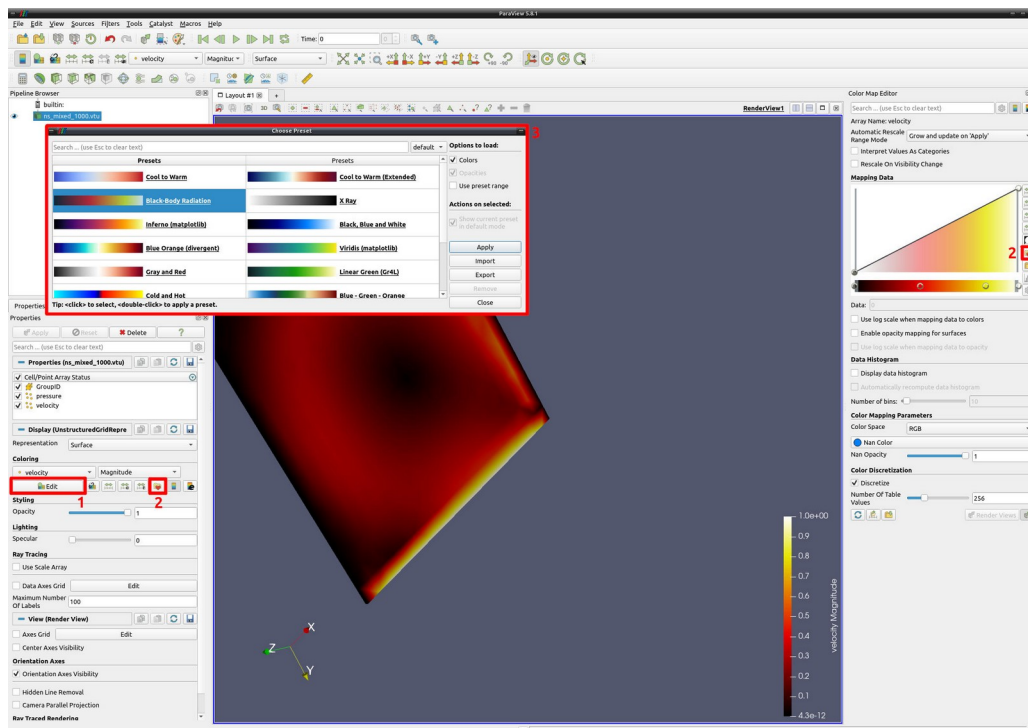 ParaView 5.8.1
File Edit View Sources Filters Tools Catalyst Macros Help
Time: 0
velocity Magnituc Surface
Pipeline Browser
builtin:
ns_mixed_1000.vtu
Layout #1 +
3D
RenderView1
3
Choose Preset
Search ... (use Esc to clear text) default
Presets Presets
Cool to Warm Cool to Warm (Extended)
Black-Body Radiation X Ray
Inferno (matplotlib) Black, Blue and White
Blue Orange (divergent) Viridis (matplotlib)
Gray and Red Linear Green (Gr4L)
Cold and Hot Blue - Green - Orange
Tip: <click> to select, <double-click> to apply a preset.
Options to load:
Colors
Opacities
Use preset range
Actions on selected:
Show current preset
in default mode
Apply
Import
Export
Remove
Close
Properties
Apply Reset Delete ?
Search ... (use Esc to clear text)
Properties (ns_mixed_1000.vtu)
Cell/Point Array Status
GroupID
pressure
velocity
Display (UnstructuredGridRepre
Representation Surface
Coloring
velocity Magnitude
Edit
1 2
Styling
Opacity 1
Lighting
Specular 0
Ray Tracing
Use Scale Array
Data Axes Grid Edit
Maximum Number
Of Labels 100
View (Render View)
Axes Grid Edit
Center Axes Visibility
Orientation Axes
Orientation Axes Visibility
Hidden Line Removal
Camera Parallel Projection
Ray Traced Rendering
X
Z
Y
1.0e+00
0.9
0.8
0.7
0.6
0.5
0.4
0.3
0.2
0.1
4.3e-12
velocity Magnitude
Color Map Editor
Search ... (use Esc to clear text)
Array Name: velocity
Automatic Rescale
Range Mode Grow and update on 'Apply'
Interpret Values As Categories
Rescale On Visibility Change
Mapping Data
2
Data: 0
Use log scale when mapping data to colors
Enable opacity mapping for surfaces
Use log scale when mapping data to opacity
Data Histogram
Display data histogram
Automatically recompute data histogram
Number of bins: 10
Color Mapping Parameters
Color Space RGB
Nan Color
Nan Opacity 1
Color Discretization
Discretize
Number Of Table
Values 256
Render Views